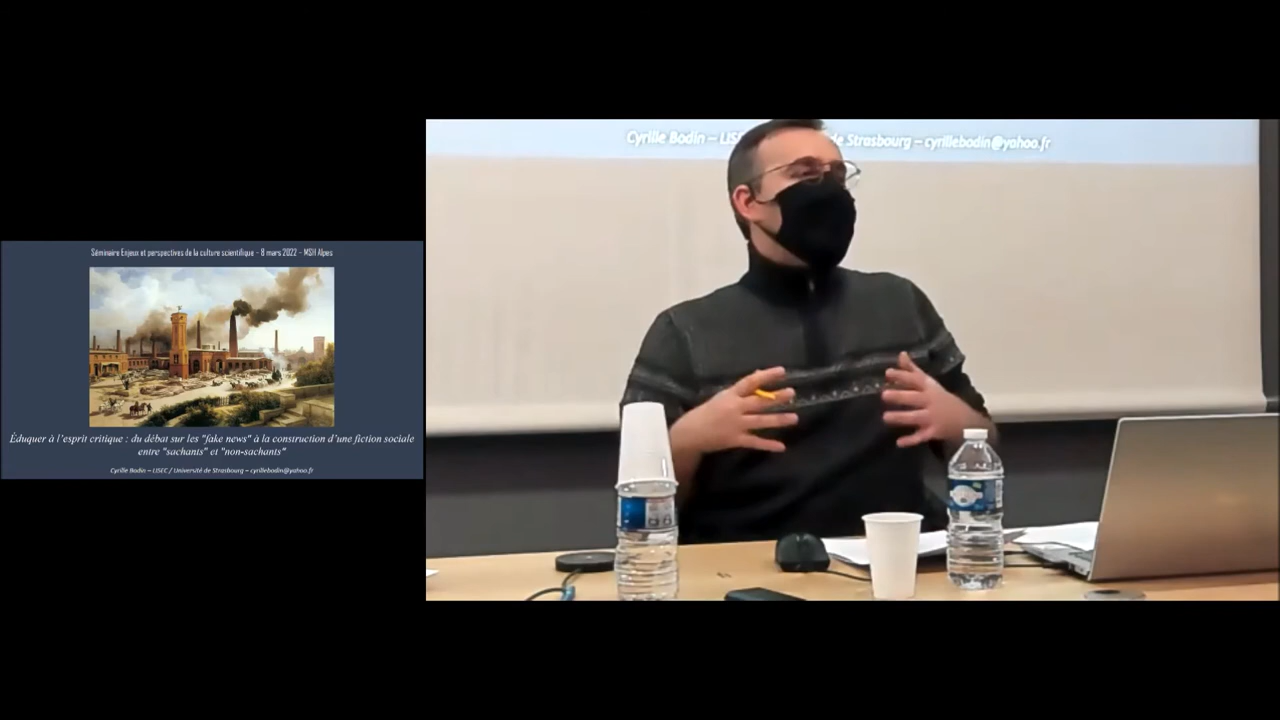 Séminaire Enjeux et perspectives de la culture scientifique - 8 mars 2022 - MSH Alpes
Éduquer à l'esprit critique : du débat sur les "fake news" à la construction d'une fiction sociale
entre "sachants" et "non-sachants"
Cyrille Bodin – LISEC / Université de Strasbourg – cyrillebodin@yahoo.fr
Cyrille Bodin – de Strasbourg – cyrillebodin@yahoo.fr